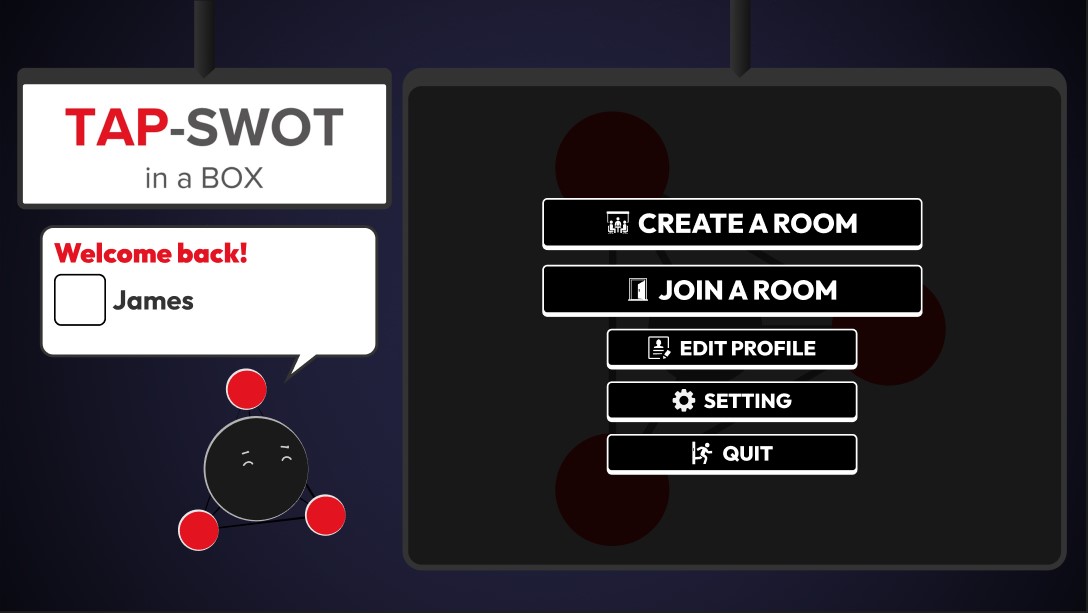 TAP-SWOT
in a BOX
Welcome back!
James
CREATE A ROOM
JOIN A ROOM
EDIT PROFILE
SETTING
QUIT